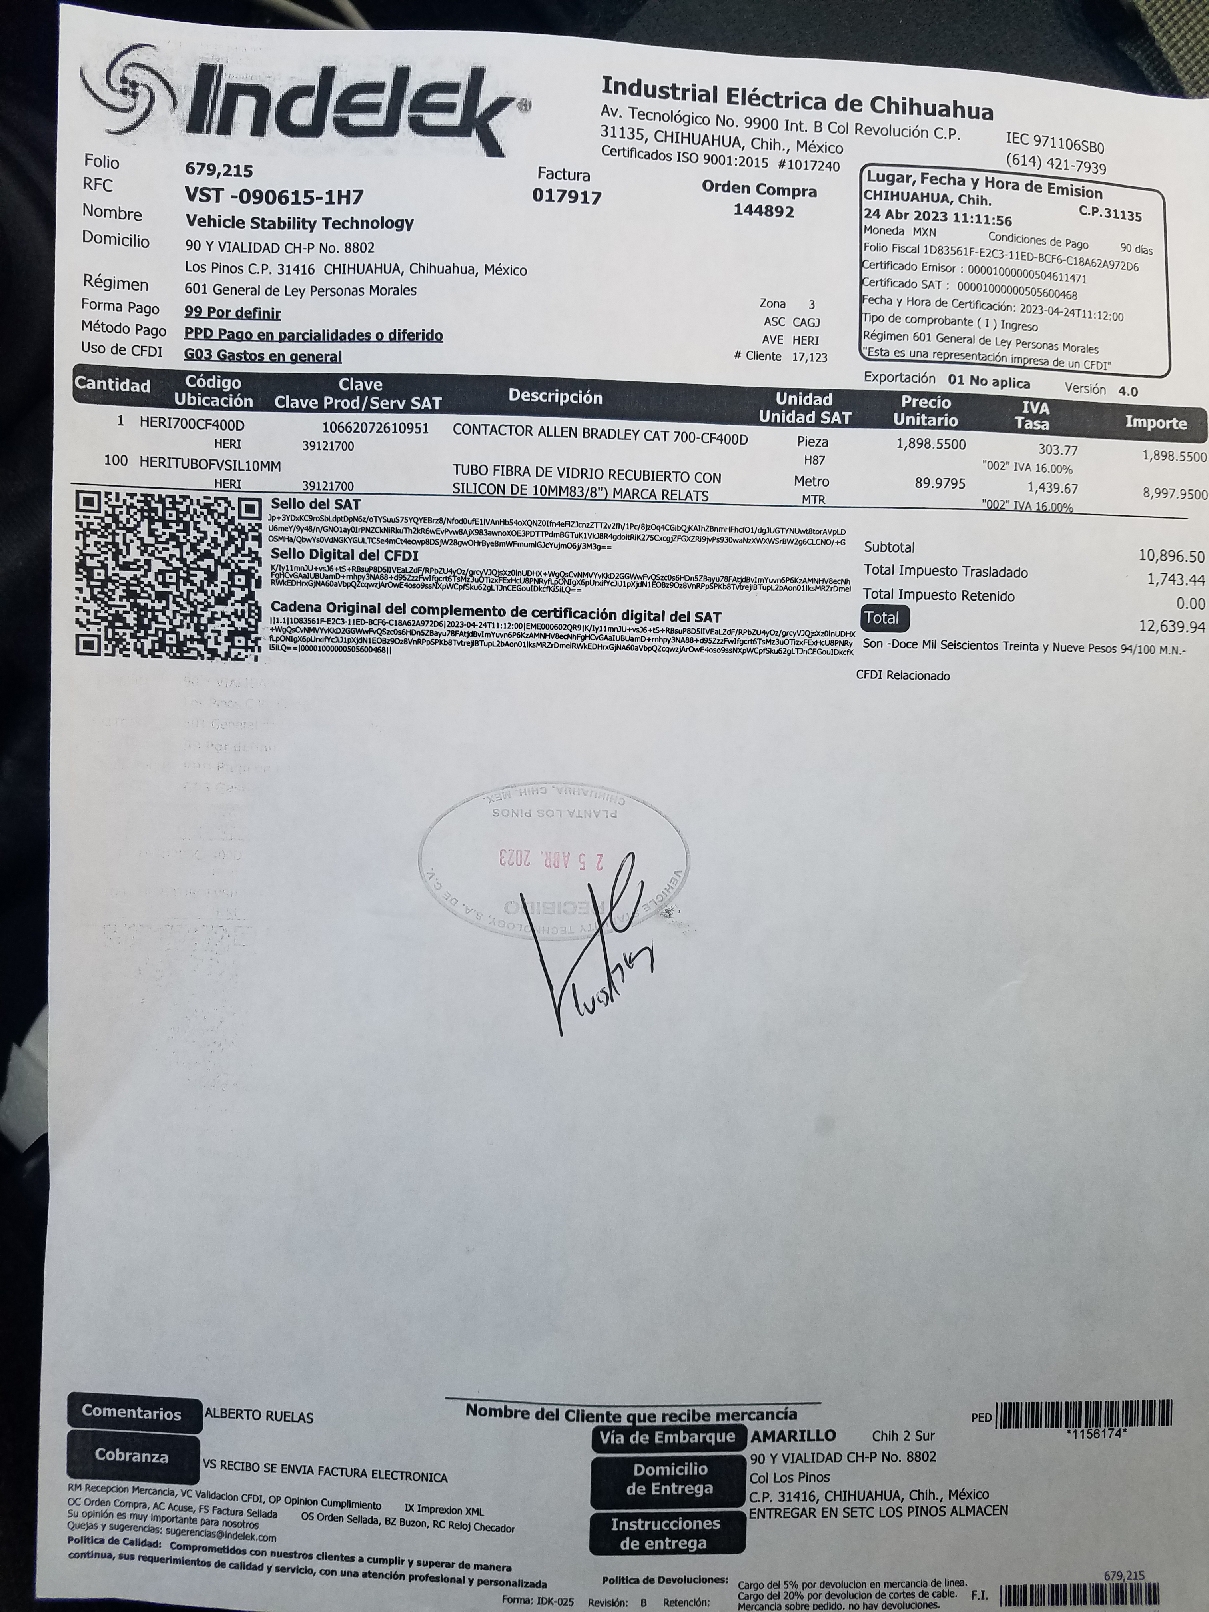 Indelek
Industrial Eléctrica de Chihuahua
Av. Tecnológico No. 9900 Int. B Col Revolución C.P.
31135, CHIHUAHUA, Chih., México
Certificados ISO 9001:2015 #1017240
IEC 971106SB0
(614) 421-7939
Folio 679,215
Factura 017917
Orden Compra 144892
RFC VST -090615-1H7
Nombre Vehicle Stability Technology
Domicilio 90 Y VIALIDAD CH-P No. 8802
Los Pinos C.P. 31416 CHIHUAHUA, Chihuahua, México
Régimen 601 General de Ley Personas Morales
Forma Pago 99 Por definir
Método Pago PPD Pago en parcialidades o diferido
Uso de CFDI G03 Gastos en general
Zona 3
ASC CAGJ
AVE HERI
# Cliente 17,123
Lugar, Fecha y Hora de Emision
CHIHUAHUA, Chih. C.P.31135
24 Abr 2023 11:11:56
Moneda MXN Condiciones de Pago 90 días
Folio Fiscal 1D83561F-E2C3-11ED-BCF6-C18A62A972D6
Certificado Emisor : 00001000000504611471
Certificado SAT : 00001000000505600468
Fecha y Hora de Certificación: 2023-04-24T11:12:00
Tipo de comprobante ( I ) Ingreso
Régimen 601 General de Ley Personas Morales
"Esta es una representación impresa de un CFDI"
Exportación 01 No aplica Versión 4.0
Cantidad Código Ubicación Clave Clave Prod/Serv SAT Descripción Unidad Unidad SAT Precio Unitario IVA Tasa Importe
1 HERI700CF400D 10662072610951 CONTACTOR ALLEN BRADLEY CAT 700-CF400D Pieza 1,898.5500 303.77 1,898.5500
HERI 39121700 H87 "002" IVA 16.00%
100 HERITUBOFVSIL10MM TUBO FIBRA DE VIDRIO RECUBIERTO CON Metro 89.9795 1,439.67 8,997.9500
HERI 39121700 SILICON DE 10MM83/8") MARCA RELATS MTR "002" IVA 16.00%
Sello del SAT
Sello Digital del CFDI
Cadena Original del complemento de certificación digital del SAT
Subtotal 10,896.50
Total Impuesto Trasladado 1,743.44
Total Impuesto Retenido 0.00
Total 12,639.94
Son -Doce Mil Seiscientos Treinta y Nueve Pesos 94/100 M.N.-
CFDI Relacionado
CHIHUAHUA, CHIH. MEX.
PLANTA LOS PINOS
25 ABR. 2023
RECIBIDO
VEHICLE STABILITY TECHNOLOGY, S.A. DE C.V.
Comentarios ALBERTO RUELAS
Cobranza VS RECIBO SE ENVIA FACTURA ELECTRONICA
Nombre del Cliente que recibe mercancía
Vía de Embarque AMARILLO Chih 2 Sur
Domicilio de Entrega 90 Y VIALIDAD CH-P No. 8802
Col Los Pinos
C.P. 31416, CHIHUAHUA, Chih., México
Instrucciones de entrega ENTREGAR EN SETC LOS PINOS ALMACEN
PED *1156174*
RM Recepcion Mercancia, VC Validacion CFDI, OP Opinion Cumplimiento IX Imprexion XML
OC Orden Compra, AC Acuse, FS Factura Sellada OS Orden Sellada, BZ Buzon, RC Reloj Checador
Su opinión es muy importante para nosotros
Quejas y sugerencias: sugerencias@indelek.com
Politica de Calidad: Comprometidos con nuestros clientes a cumplir y superar de manera
continua, sus requerimientos de calidad y servicio, con una atención profesional y personalizada
Forma: IDK-025 Revisión: B Retención:
Politica de Devoluciones: Cargo del 5% por devolucion en mercancia de linea.
Cargo del 20% por devolucion de cortes de cable.
Mercancia sobre pedido, no hay devoluciones.
F.I. 679,215